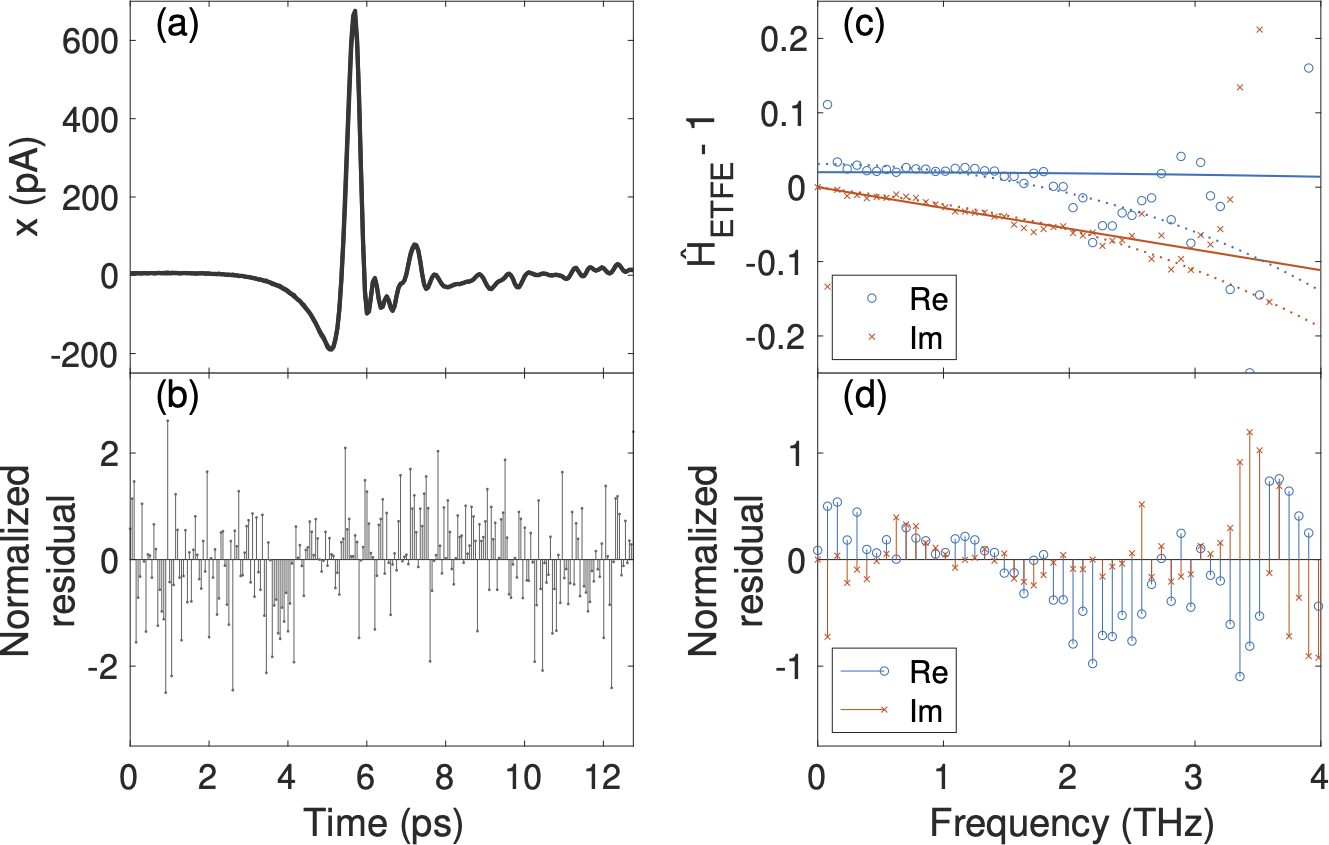 (a)
x (pA)
600
400
200
0
-200
(b)
Normalized
residual
2
0
-2
0 2 4 6 8 10 12
Time (ps)
(c)
Ĥ_ETFE - 1
0.2
0.1
0
-0.1
-0.2
Re
Im
(d)
Normalized
residual
1
0
-1
Re
Im
0 1 2 3 4
Frequency (THz)